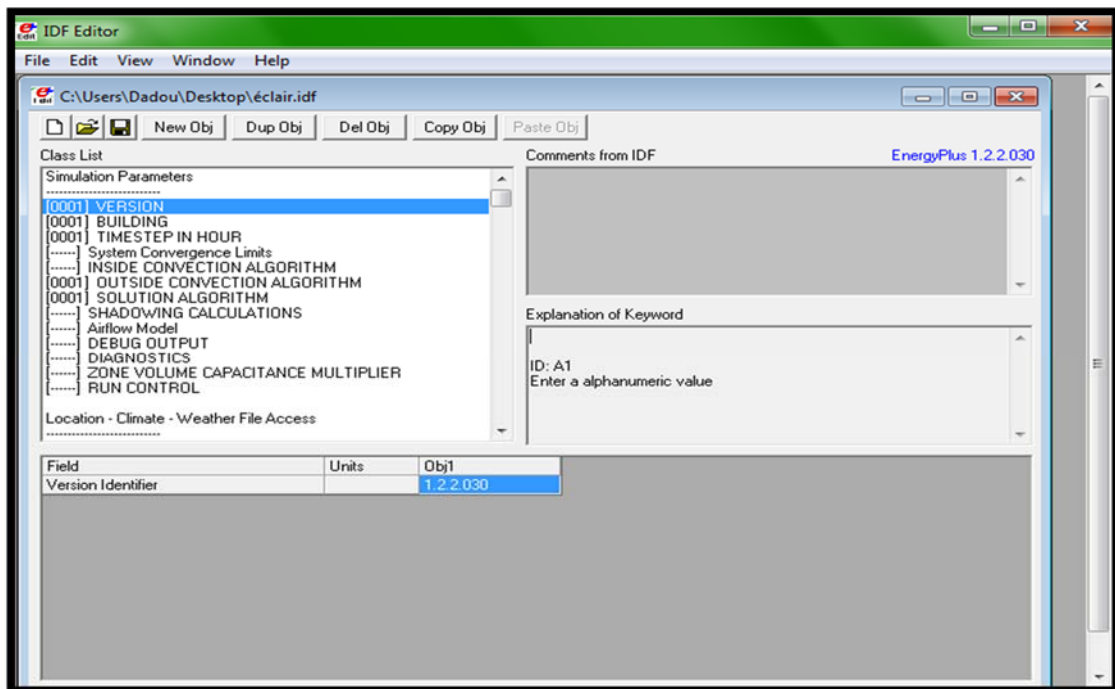 IDF Editor
File Edit View Window Help
C:\Users\Dadou\Desktop\éclair.idf
New Obj Dup Obj Del Obj Copy Obj Paste Obj
Class List
Comments from IDF
EnergyPlus 1.2.2.030
Simulation Parameters
----------------------------
[0001] VERSION
[0001] BUILDING
[0001] TIMESTEP IN HOUR
[------] System Convergence Limits
[------] INSIDE CONVECTION ALGORITHM
[0001] OUTSIDE CONVECTION ALGORITHM
[0001] SOLUTION ALGORITHM
[------] SHADOWING CALCULATIONS
[------] Airflow Model
[------] DEBUG OUTPUT
[------] DIAGNOSTICS
[------] ZONE VOLUME CAPACITANCE MULTIPLIER
[------] RUN CONTROL
Location - Climate - Weather File Access
----------------------------
Explanation of Keyword
ID: A1
Enter a alphanumeric value
Field Units Obj1
Version Identifier 1.2.2.030